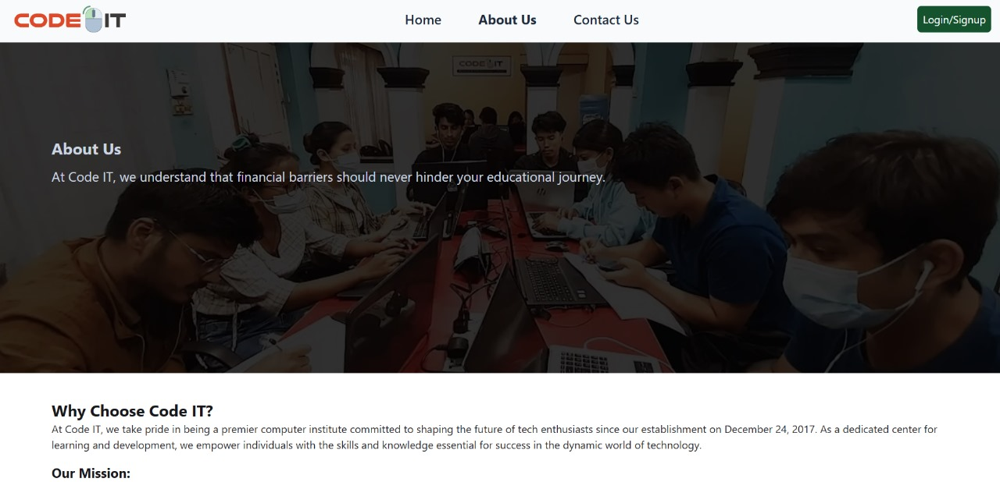 CODE IT
Home
About Us
Contact Us
Login/Signup
CODE IT
About Us
At Code IT, we understand that financial barriers should never hinder your educational journey.
Why Choose Code IT?
At Code IT, we take pride in being a premier computer institute committed to shaping the future of tech enthusiasts since our establishment on December 24, 2017. As a dedicated center for
learning and development, we empower individuals with the skills and knowledge essential for success in the dynamic world of technology.
Our Mission: